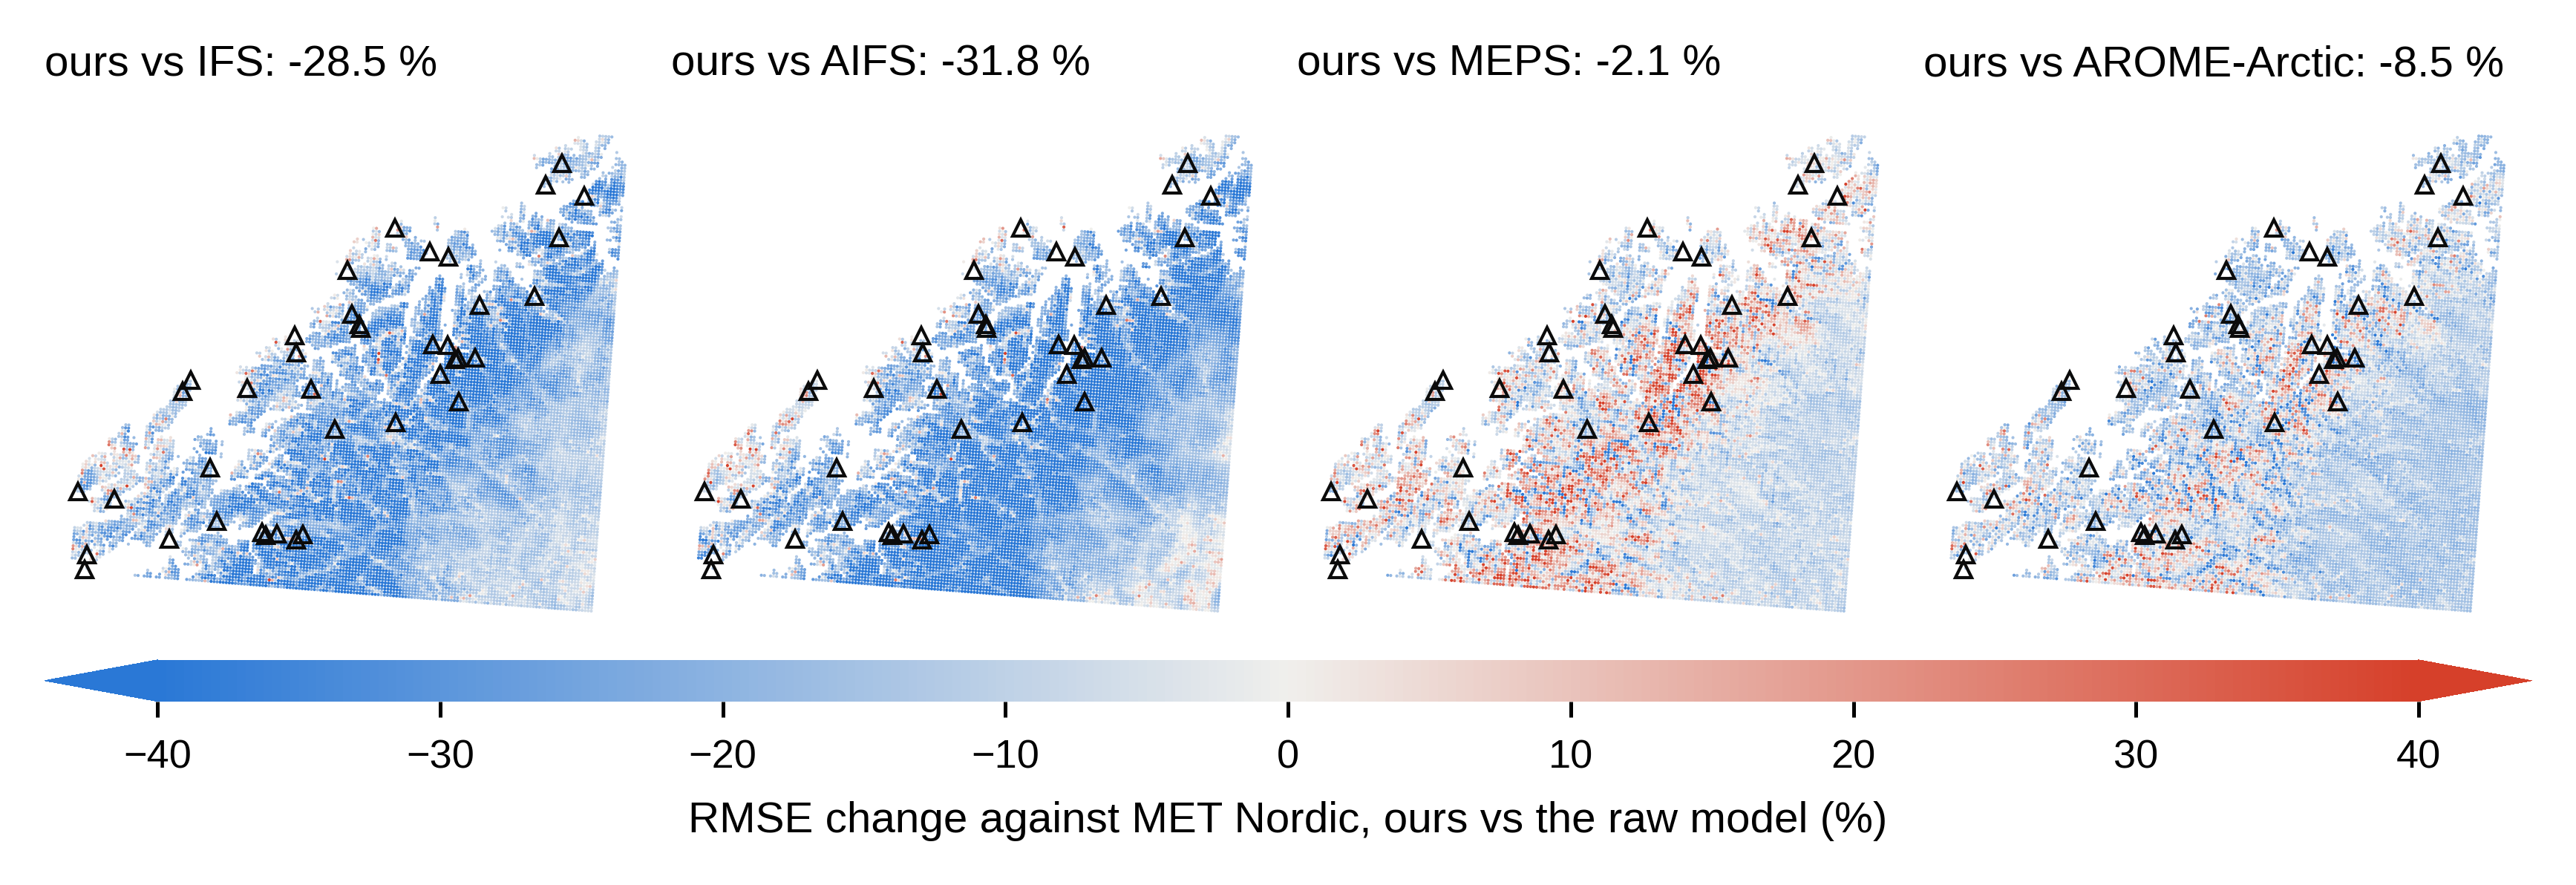 ours vs IFS: -28.5 %
ours vs AIFS: -31.8 %
ours vs MEPS: -2.1 %
ours vs AROME-Arctic: -8.5 %
−40 −30 −20 −10 0 10 20 30 40
RMSE change against MET Nordic, ours vs the raw model (%)